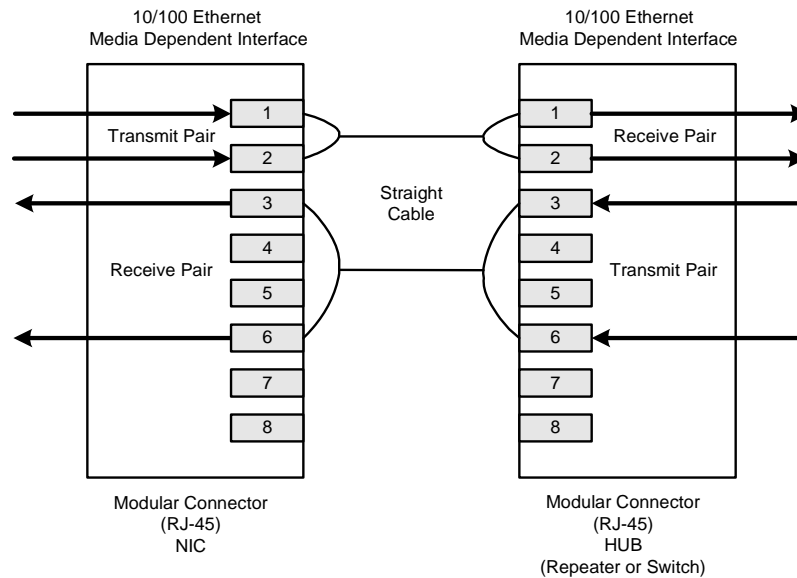 10/100 Ethernet
Media Dependent Interface
1
2
3
4
5
6
7
8
Transmit Pair
Receive Pair
Modular Connector
(RJ-45)
NIC
Straight
Cable
10/100 Ethernet
Media Dependent Interface
1
2
3
4
5
6
7
8
Receive Pair
Transmit Pair
Modular Connector
(RJ-45)
HUB
(Repeater or Switch)